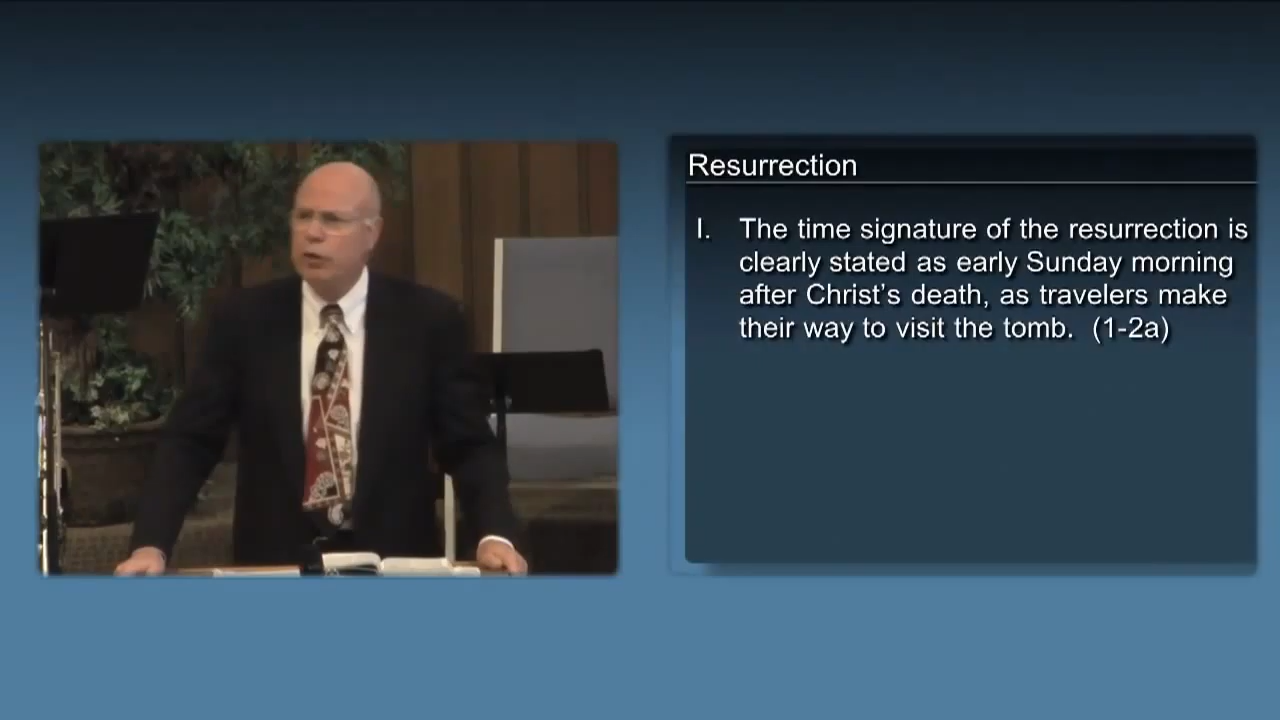 Resurrection
I. The time signature of the resurrection is
clearly stated as early Sunday morning
after Christ's death, as travelers make
their way to visit the tomb. (1-2a)